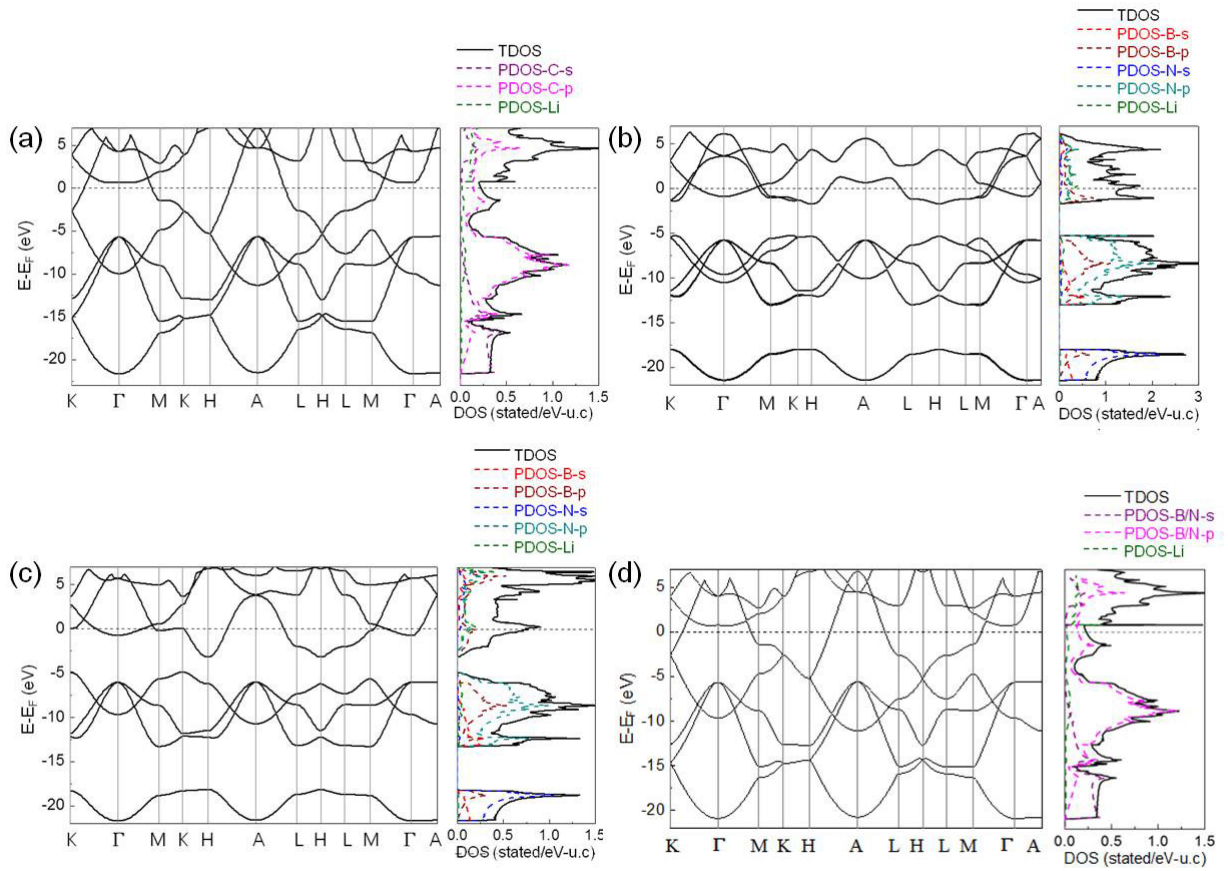 TDOS
PDOS-C-s
PDOS-C-p
PDOS-Li
(a)
E-E_F (eV)
5
0
-5
-10
-15
-20
K Γ M K H A L H L M Γ A
0.0 0.5 1.0 1.5
DOS (stated/eV-u.c)
TDOS
PDOS-B-s
PDOS-B-p
PDOS-N-s
PDOS-N-p
PDOS-Li
(b)
E-E_F (eV)
5
0
-5
-10
-15
-20
K Γ M K H A L H L M Γ A
0 1 2 3
DOS (stated/eV-u.c)
TDOS
PDOS-B-s
PDOS-B-p
PDOS-N-s
PDOS-N-p
PDOS-Li
(c)
E-E_F (eV)
5
0
-5
-10
-15
-20
K Γ M K H A L H L M Γ A
0.0 0.5 1.0 1.5
DOS (stated/eV-u.c)
TDOS
PDOS-B/N-s
PDOS-B/N-p
PDOS-Li
(d)
E-E_F (eV)
5
0
-5
-10
-15
-20
K Γ M K H A L H L M Γ A
0.0 0.5 1.0 1.5
DOS (stated/eV-u.c)